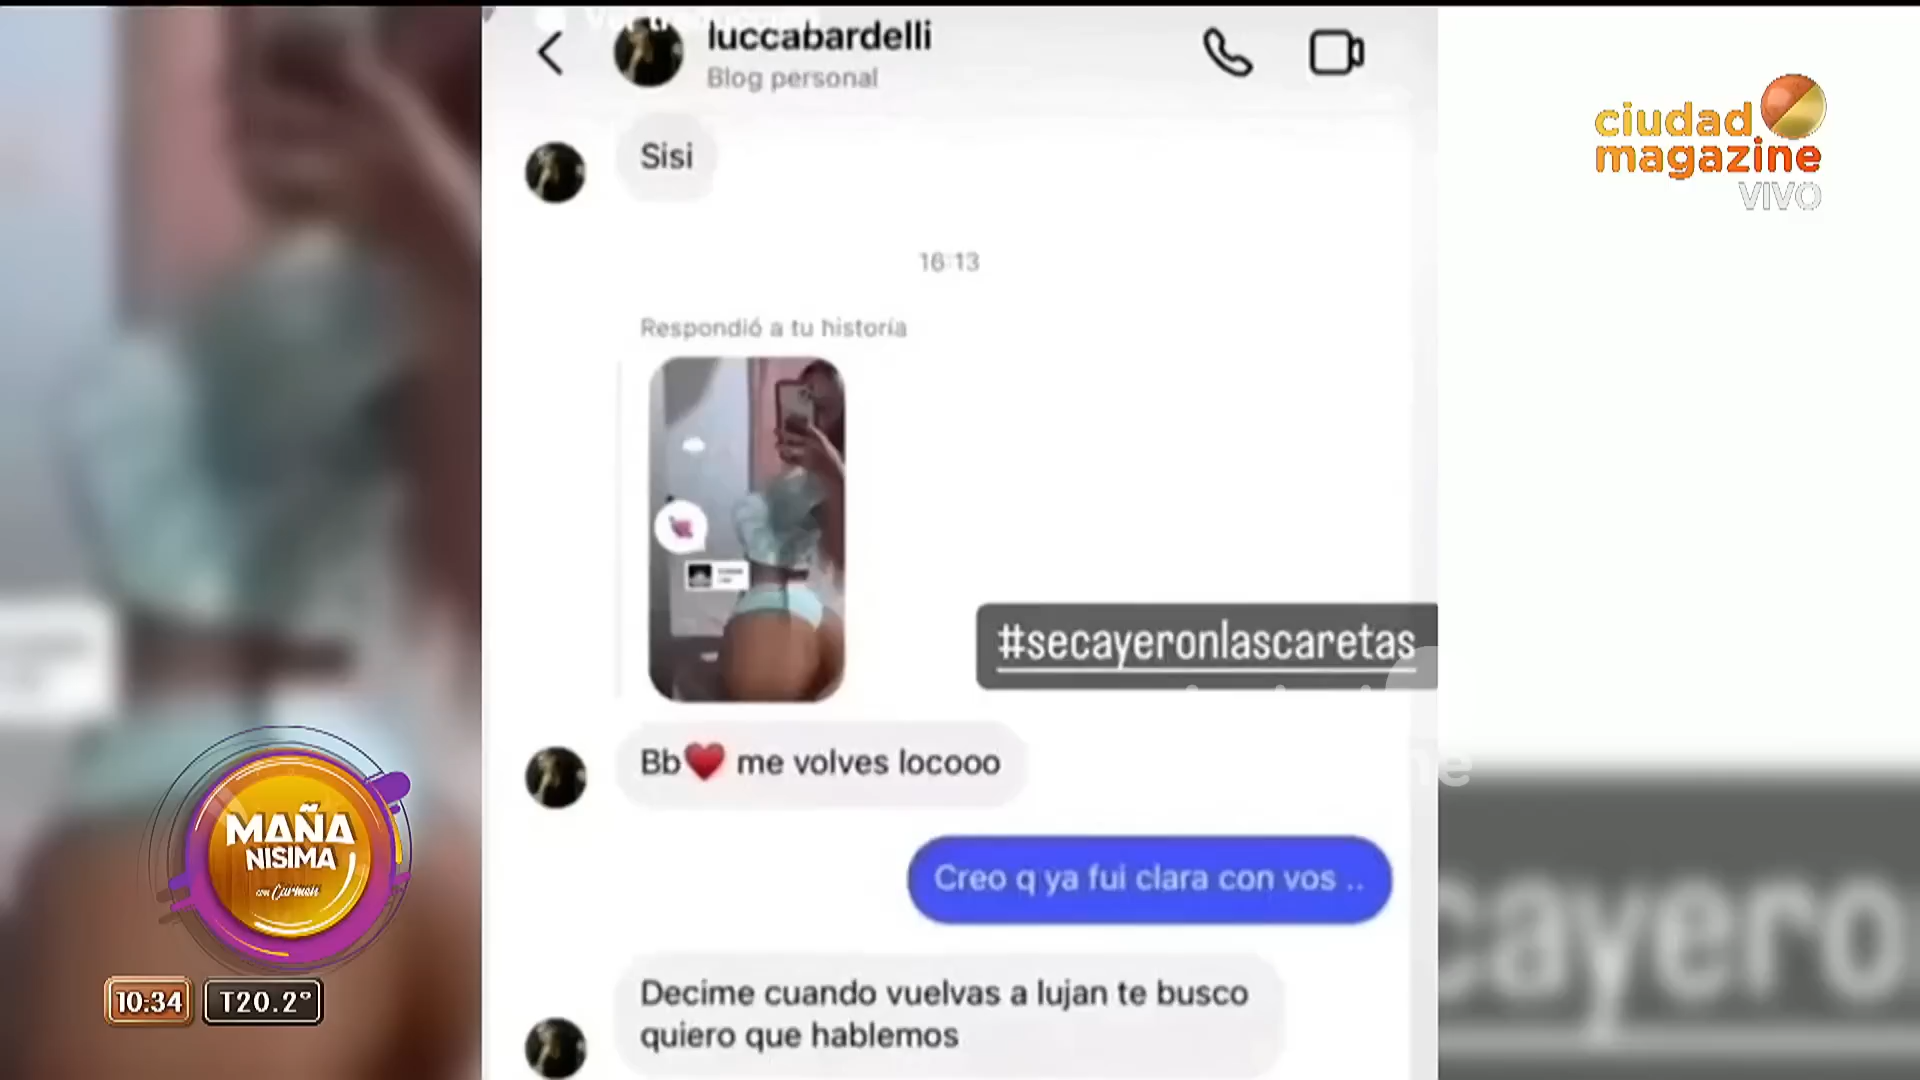 luccabardelli
Blog personal
Sisi
16:13
Respondió a tu historia
#secayeronlascaretas
Bb❤️ me volves locooo
Creo q ya fui clara con vos ..
Decime cuando vuelvas a lujan te busco
quiero que hablemos
ciudad
magazine
VIVO
MAÑA
NISIMA
con Carmen
10:34
T20.2°
cayero